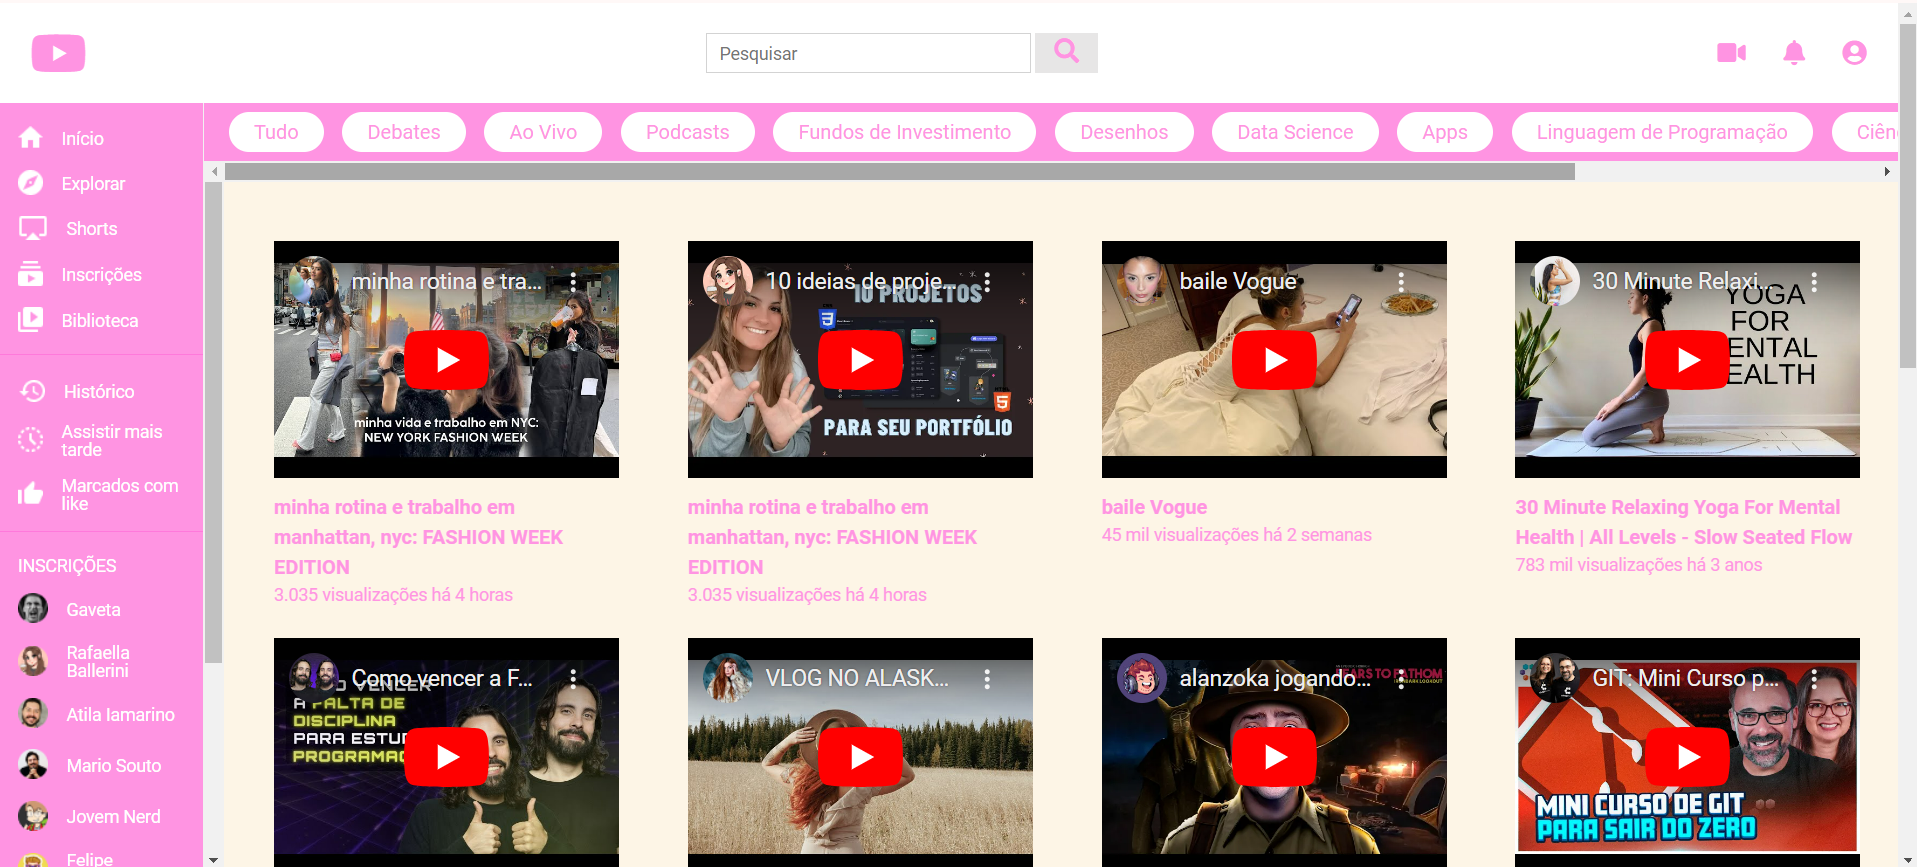 Pesquisar
Início
Explorar
Shorts
Inscrições
Biblioteca
Histórico
Assistir mais
tarde
Marcados com
like
INSCRIÇÕES
Gaveta
Rafaella
Ballerini
Atila Iamarino
Mario Souto
Jovem Nerd
Felipe
Tudo
Debates
Ao Vivo
Podcasts
Fundos de Investimento
Desenhos
Data Science
Apps
Linguagem de Programação
Ciên
minha rotina e tra...
minha vida e trabalho em NYC:
NEW YORK FASHION WEEK
minha rotina e trabalho em
manhattan, nyc: FASHION WEEK
EDITION
3.035 visualizações há 4 horas
10 ideias de proje...
10 PROJETOS
PARA SEU PORTFÓLIO
minha rotina e trabalho em
manhattan, nyc: FASHION WEEK
EDITION
3.035 visualizações há 4 horas
baile Vogue
baile Vogue
45 mil visualizações há 2 semanas
30 Minute Relaxi...
YOGA
FOR
ENTAL
EALTH
30 Minute Relaxing Yoga For Mental
Health | All Levels - Slow Seated Flow
783 mil visualizações há 3 anos
Como vencer a F...
VENCER
A FALTA DE
DISCIPLINA
PARA ESTU
PROGRAMAÇ
VLOG NO ALASK...
alanzoka jogando...
EARS TO FATHOM
GIT: Mini Curso p...
MINI CURSO DE GIT
PARA SAIR DO ZERO